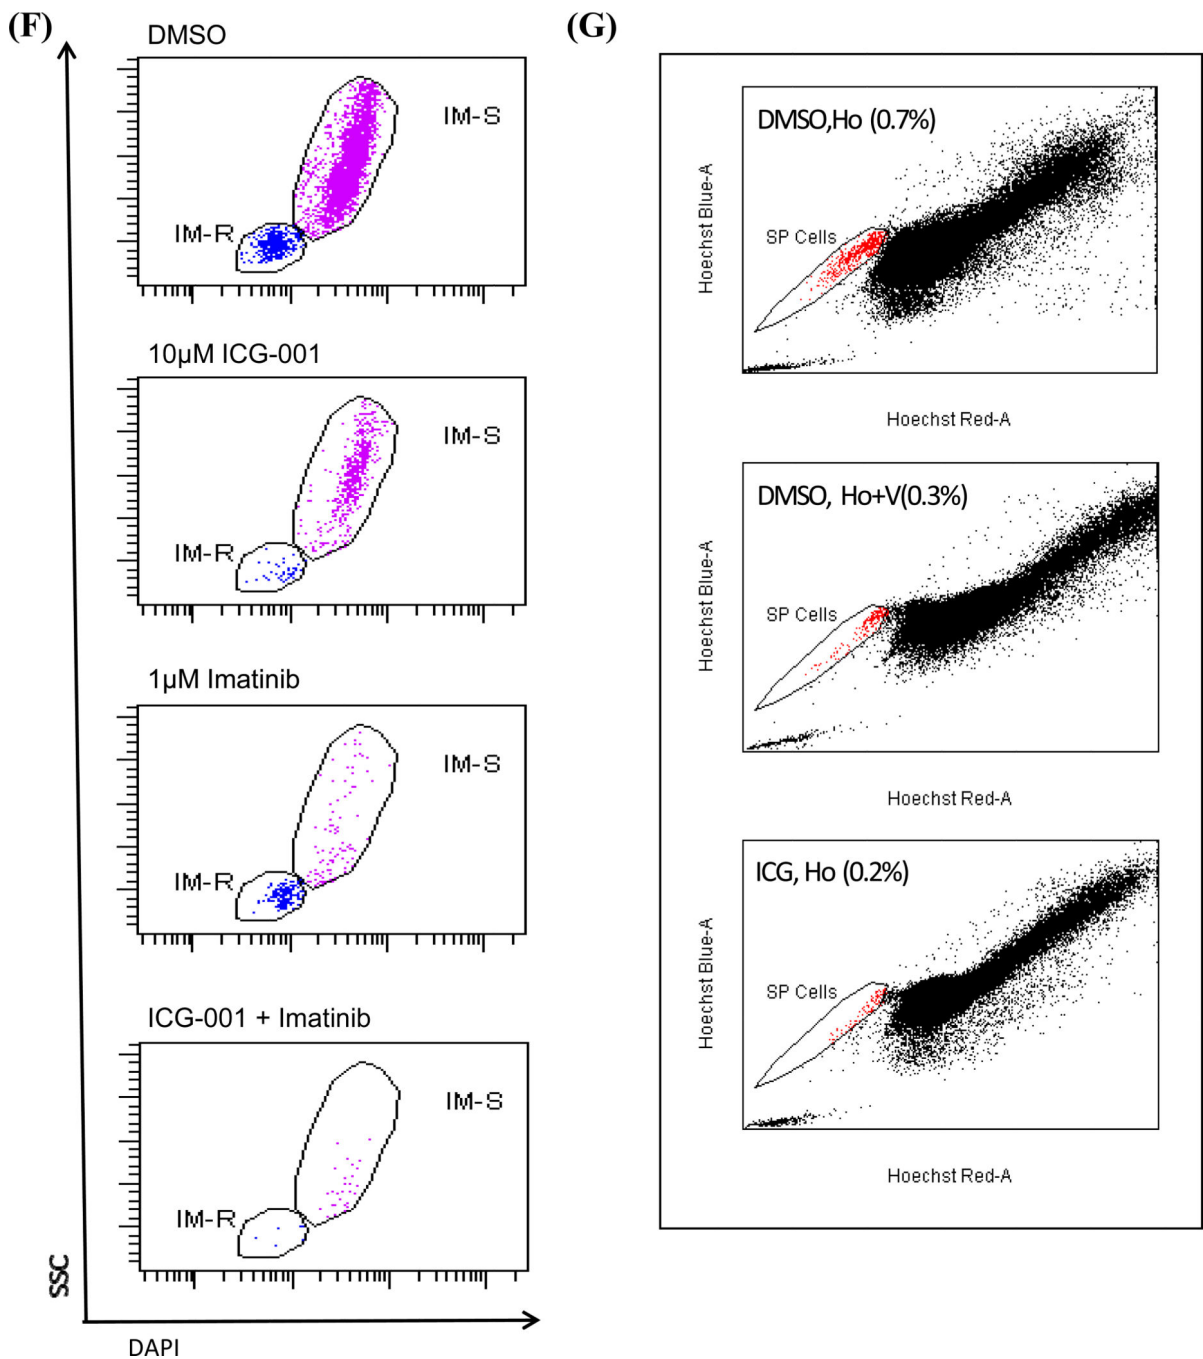 (F)
DMSO
IM-S
IM-R
10µM ICG-001
IM-S
IM-R
1µM Imatinib
IM-S
IM-R
ICG-001 + Imatinib
IM-S
IM-R
SSC
DAPI
(G)
DMSO,Ho (0.7%)
SP Cells
Hoechst Blue-A
Hoechst Red-A
DMSO, Ho+V(0.3%)
SP Cells
Hoechst Blue-A
Hoechst Red-A
ICG, Ho (0.2%)
SP Cells
Hoechst Blue-A
Hoechst Red-A